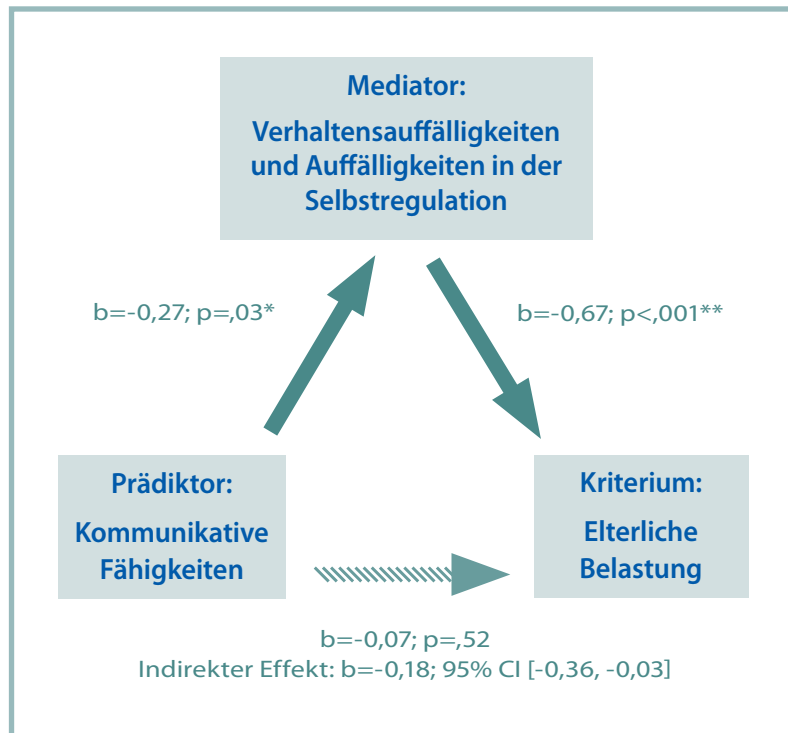 Mediator:
Verhaltensauffälligkeiten
und Auffälligkeiten in der
Selbstregulation
b=-0,27; p=,03*
b=-0,67; p<,001**
Prädiktor:
Kommunikative
Fähigkeiten
Kriterium:
Elterliche
Belastung
b=-0,07; p=,52
Indirekter Effekt: b=-0,18; 95% CI [-0,36, -0,03]